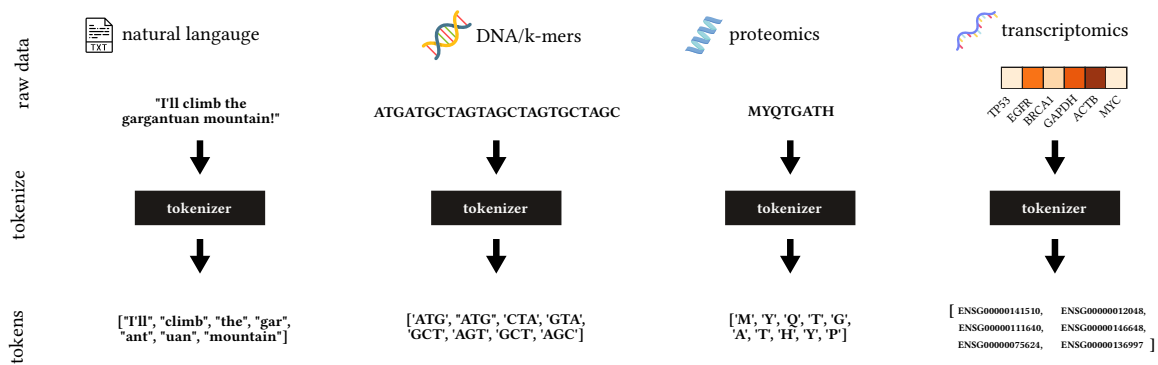 natural langauge
DNA/k-mers
proteomics
transcriptomics
TXT
raw data
"I'll climb the
gargantuan mountain!"
ATGATGCTAGTAGCTAGTGCTAGC
MYQTGATH
TP53
EGFR
BRCA1
GAPDH
ACTB
MYC
tokenize
tokenizer
tokenizer
tokenizer
tokenizer
tokens
["I'll", "climb", "the", "gar",
"ant", "uan", "mountain"]
['ATG', "ATG", 'CTA', 'GTA',
'GCT', 'AGT', 'GCT', 'AGC']
['M', 'Y', 'Q', 'T', 'G',
'A', 'T', 'H', 'Y', 'P']
[ ENSG00000141510, ENSG00000012048,
ENSG00000111640, ENSG00000146648,
ENSG00000075624, ENSG00000136997 ]